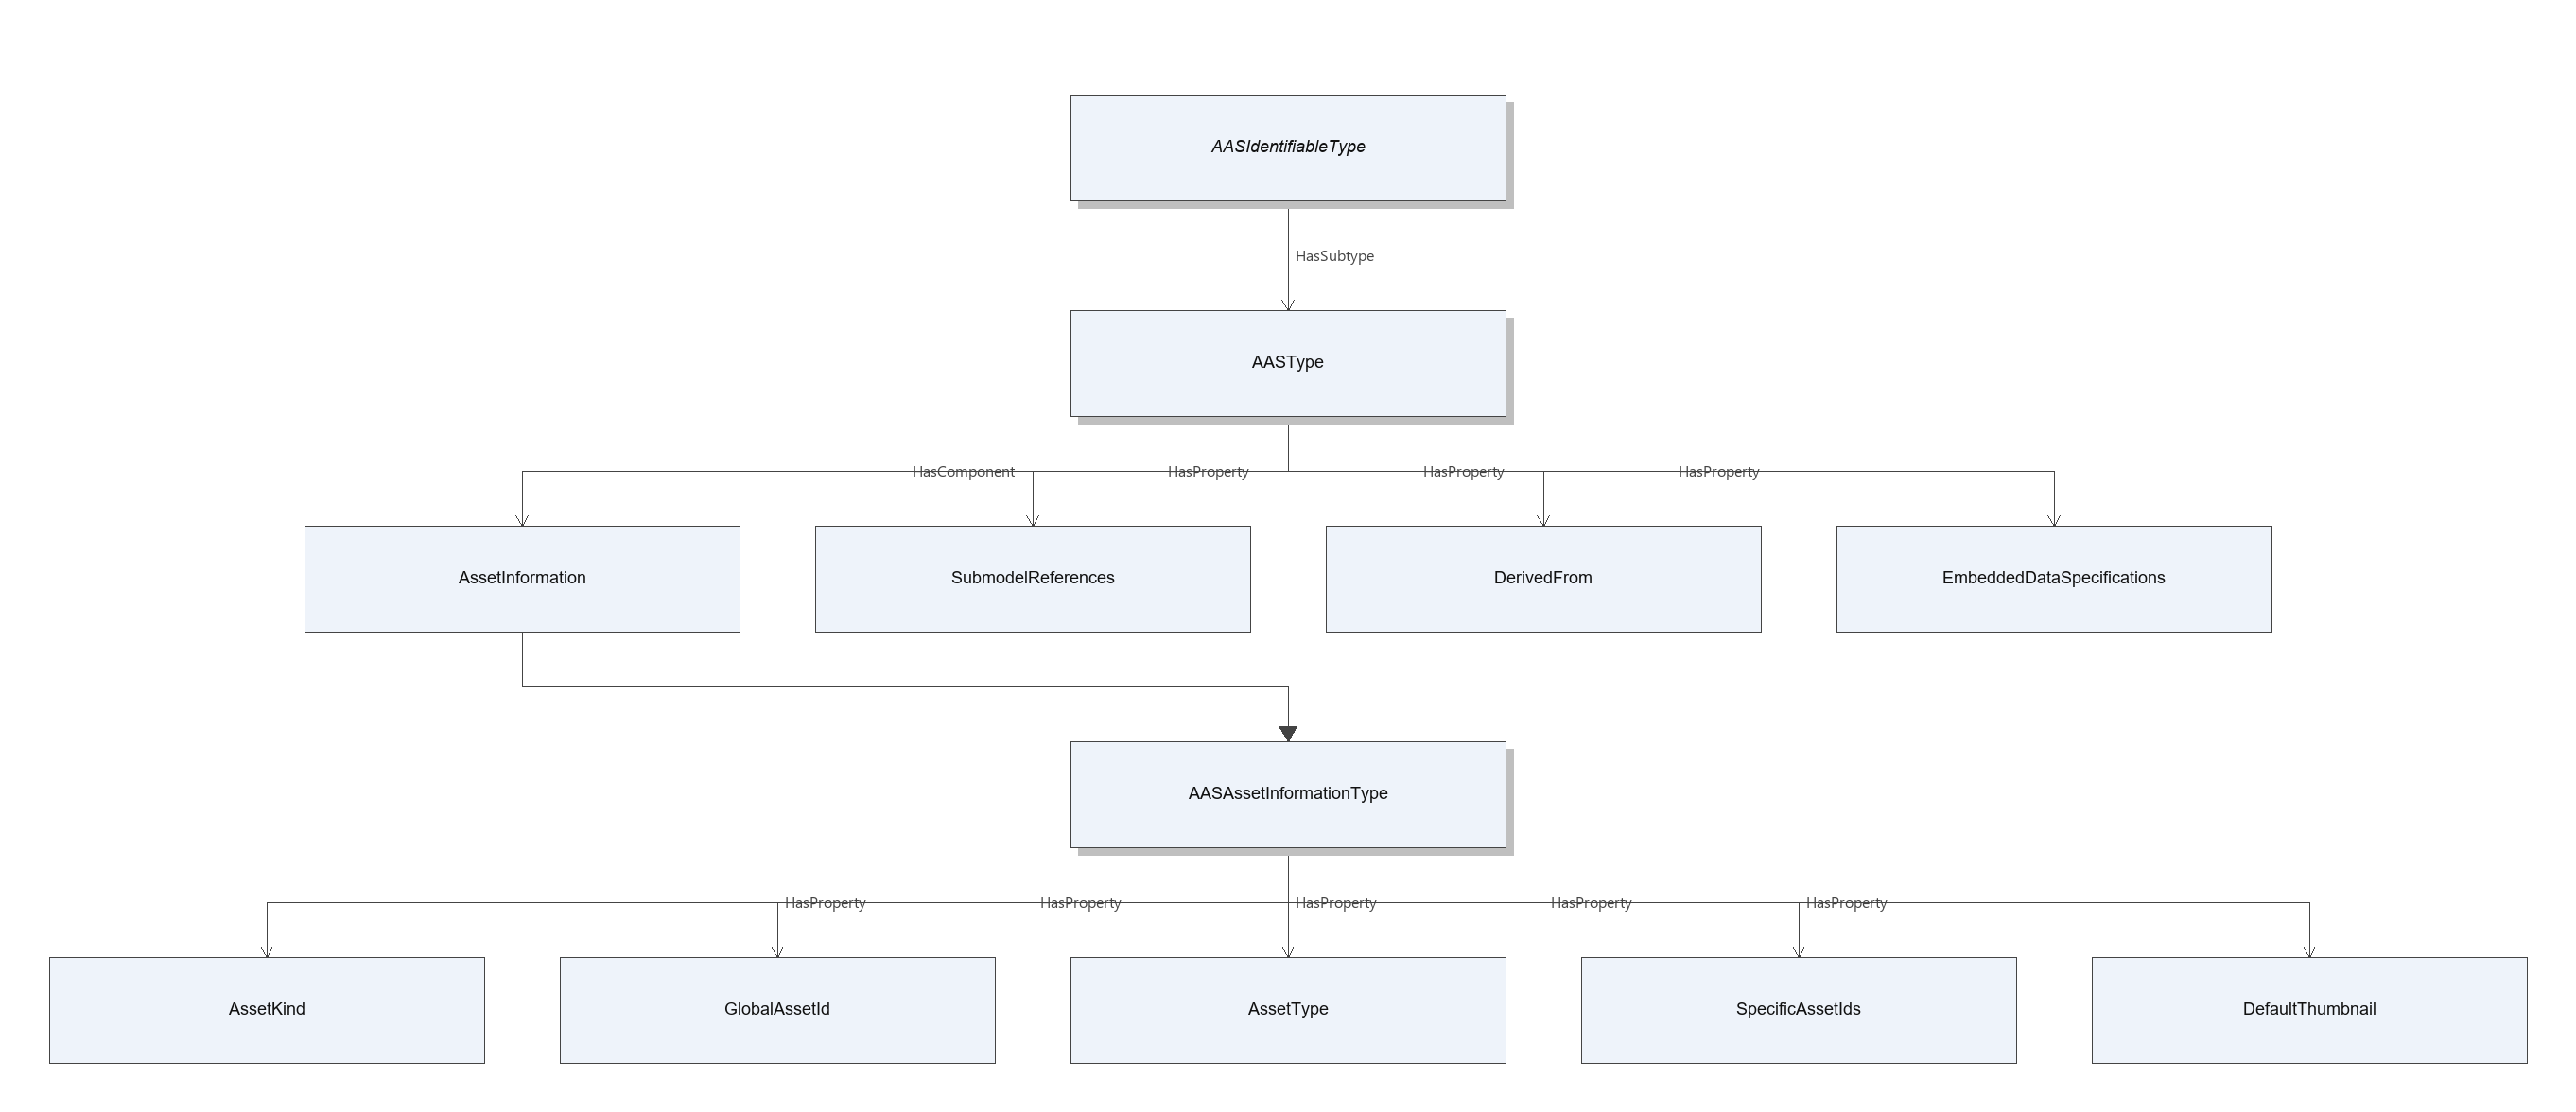 AASIdentifiableType
HasSubtype
AASType
HasComponent HasProperty HasProperty HasProperty
AssetInformation SubmodelReferences DerivedFrom EmbeddedDataSpecifications
AASAssetInformationType
HasProperty HasProperty HasProperty HasProperty HasProperty
AssetKind GlobalAssetId AssetType SpecificAssetIds DefaultThumbnail